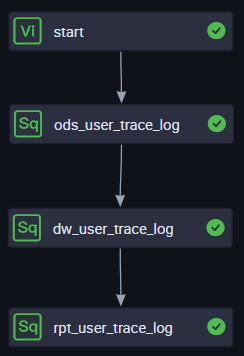 Vi start
Sq ods_user_trace_log
Sq dw_user_trace_log
Sq rpt_user_trace_log